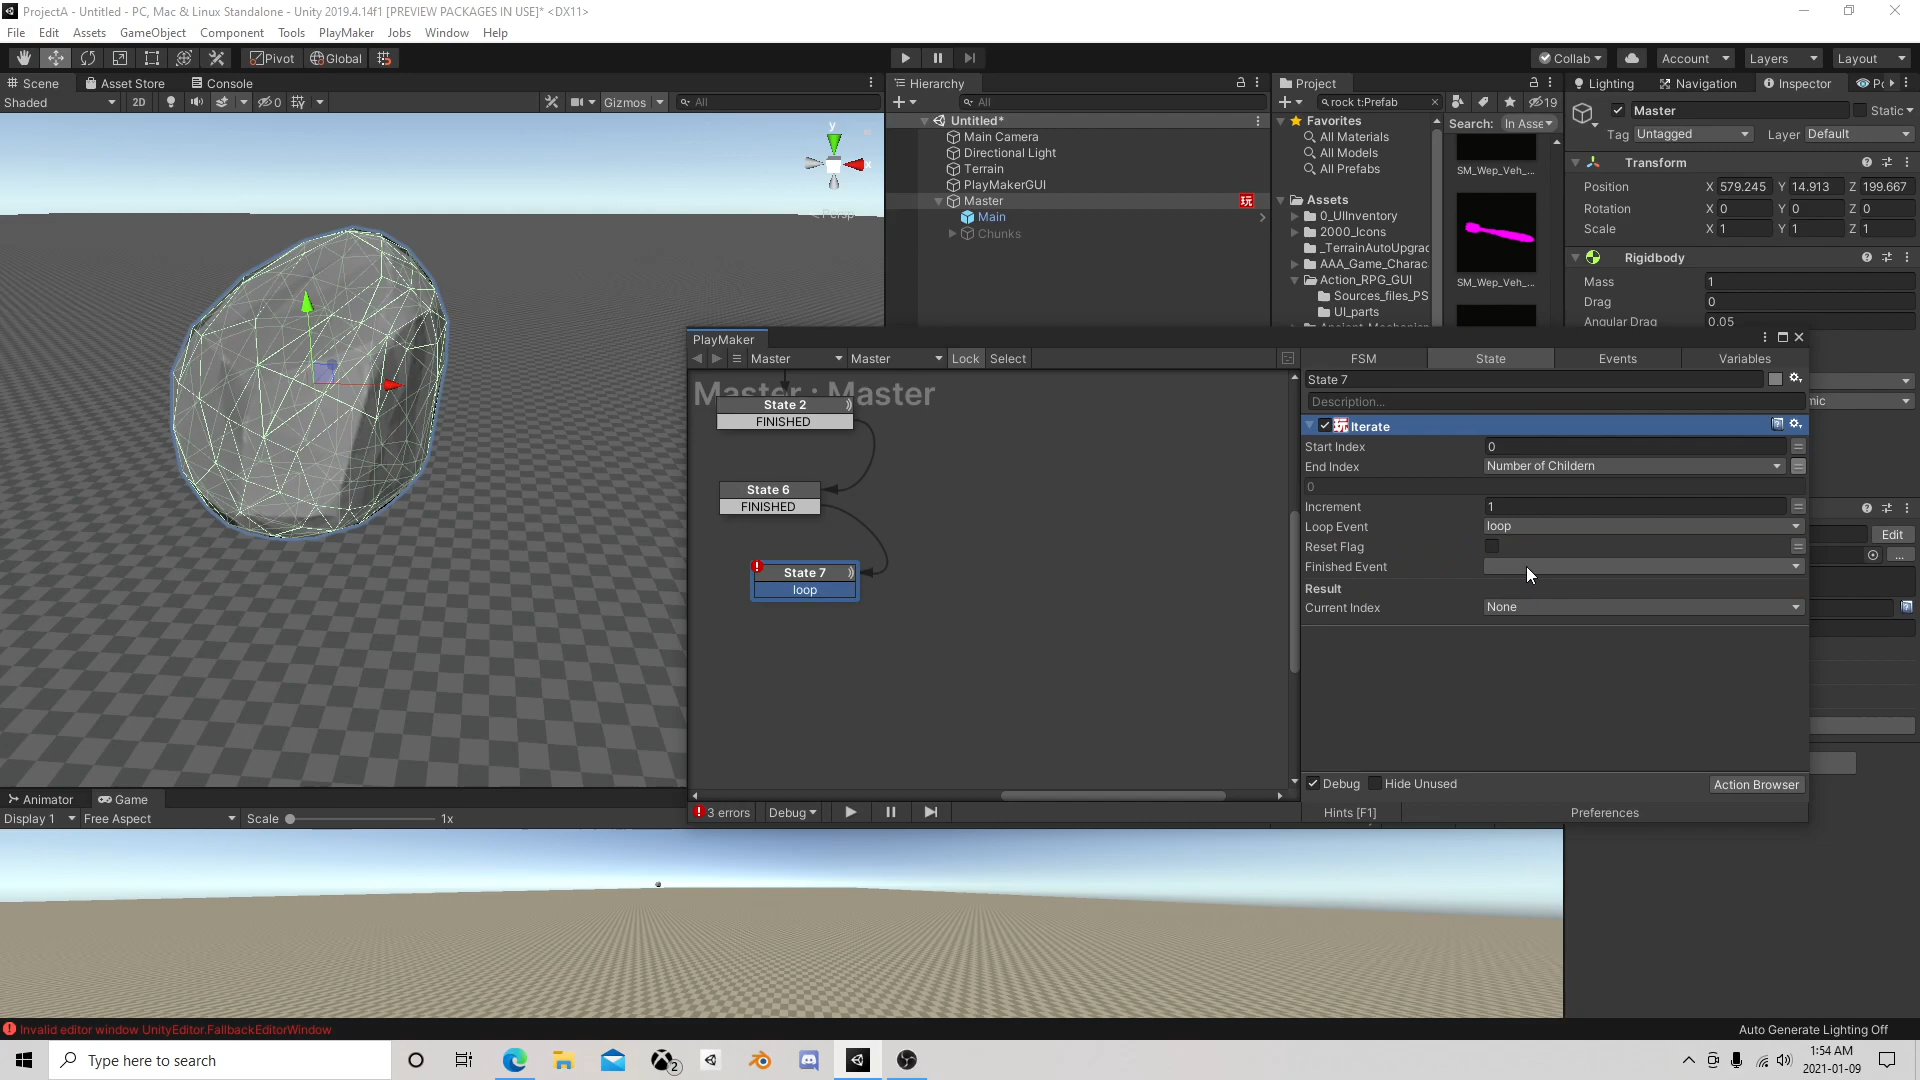 ProjectA - Untitled - PC, Mac & Linux Standalone - Unity 2019.4.14f1 [PREVIEW PACKAGES IN USE]* <DX11>
File Edit Assets GameObject Component Tools PlayMaker Jobs Window Help
Pivot Global Collab Account Layers Layout
Scene Asset Store Console
Shaded 2D 0 Gizmos All
y
x
Persp
Hierarchy
All
Untitled*
Main Camera
Directional Light
Terrain
PlayMakerGUI
Master 玩
Main
Chunks
Project
rock t:Prefab 19
Favorites
All Materials
All Models
All Prefabs
Assets
0_UIInventory
2000_Icons
_TerrainAutoUpgrac
AAA_Game_Charac
Action_RPG_GUI
Sources_files_PS
UI_parts
Search: In Asse
SM_Wep_Veh_...
SM_Wep_Veh_...
Lighting Navigation Inspector Pc
Master Static
Tag Untagged Layer Default
Transform
Position X 579.245 Y 14.913 Z 199.667
Rotation X 0 Y 0 Z 0
Scale X 1 Y 1 Z 1
Rigidbody
Mass 1
Drag 0
Angular Drag 0.05
mic
Edit
...
PlayMaker
Master Master Lock Select
Master : Master
State 2
FINISHED
State 6
FINISHED
State 7
loop
FSM State Events Variables
State 7
Description...
玩 Iterate
Start Index 0
End Index Number of Childern
0
Increment 1
Loop Event loop
Reset Flag
Finished Event
Result
Current Index None
Debug Hide Unused Action Browser
3 errors Debug Hints [F1] Preferences
Animator Game
Display 1 Free Aspect Scale 1x
Invalid editor window UnityEditor.FallbackEditorWindow
Auto Generate Lighting Off
Type here to search
2
1:54 AM
2021-01-09